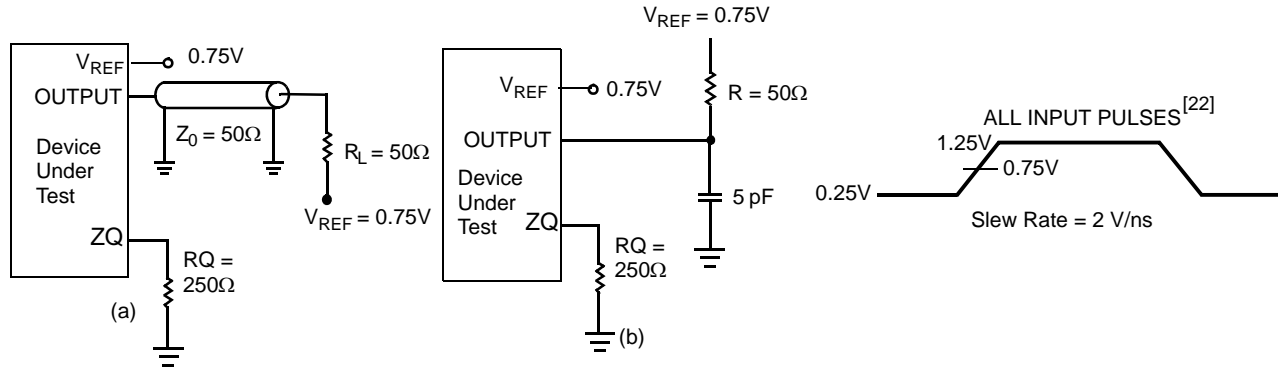 V_REF
0.75V
OUTPUT
Z0 = 50Ω
Device
Under
Test
RL = 50Ω
VREF = 0.75V
ZQ
RQ =
250Ω
(a)
VREF = 0.75V
R = 50Ω
VREF
0.75V
OUTPUT
Device
Under
Test
5 pF
ZQ
RQ =
250Ω
(b)
ALL INPUT PULSES[22]
1.25V
0.75V
0.25V
Slew Rate = 2 V/ns